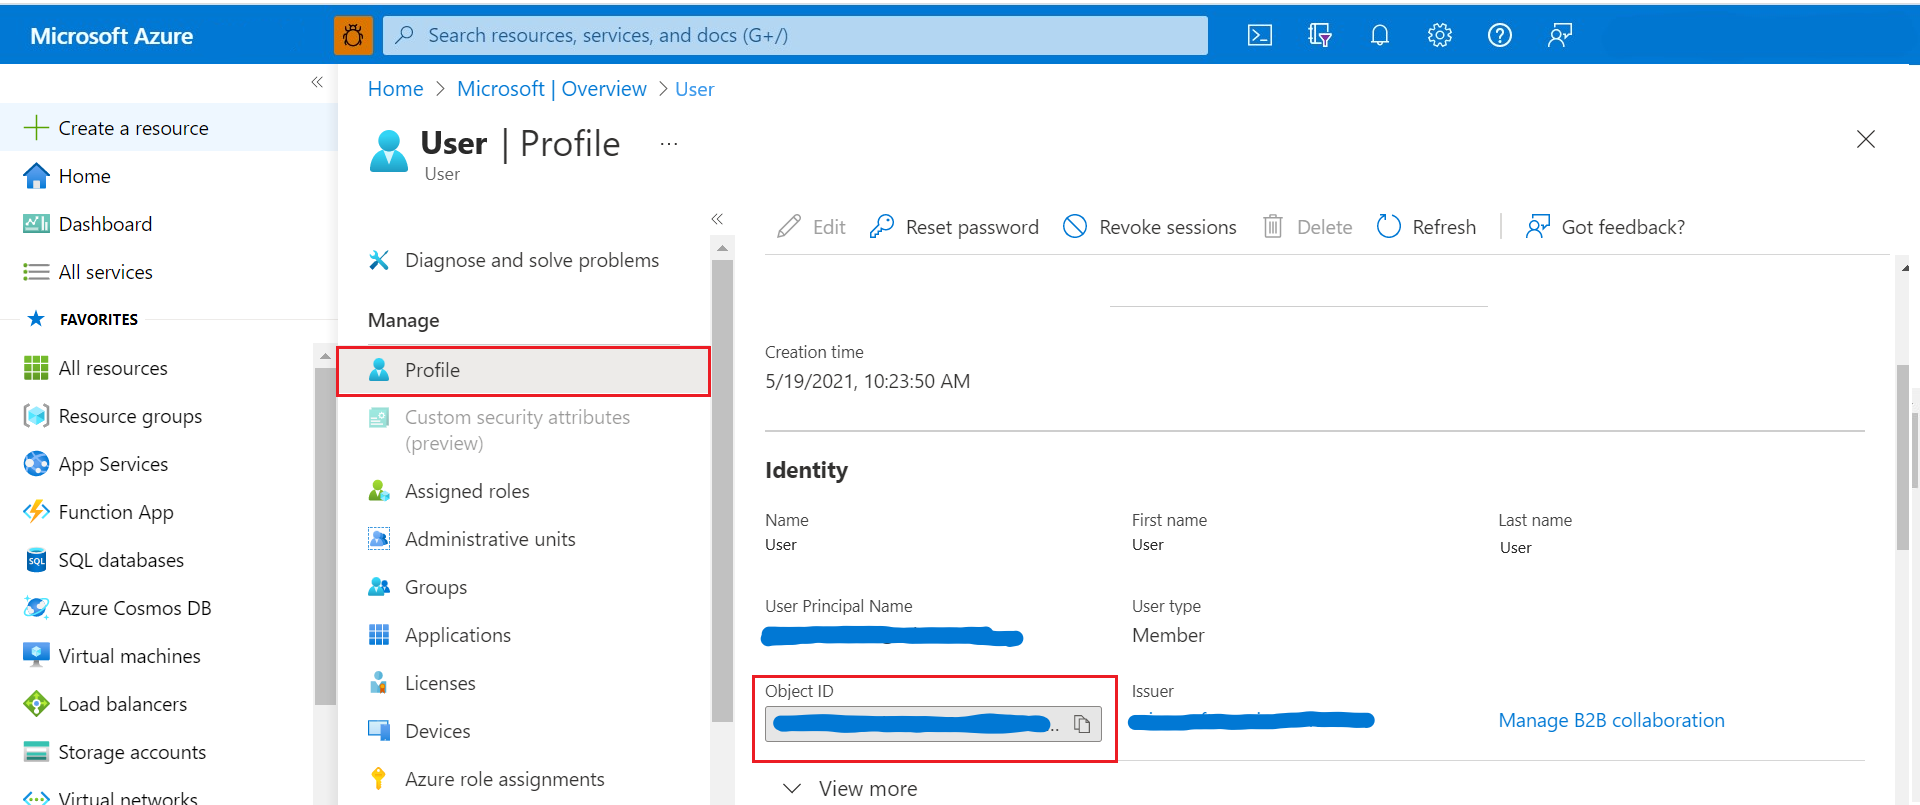 Microsoft Azure
Search resources, services, and docs (G+/)
Create a resource
Home
Dashboard
All services
FAVORITES
All resources
Resource groups
App Services
Function App
SQL
SQL databases
Azure Cosmos DB
Virtual machines
Load balancers
Storage accounts
Virtual networks
Home > Microsoft | Overview > User
User | Profile ...
User
Diagnose and solve problems
Manage
Profile
Custom security attributes
(preview)
Assigned roles
Administrative units
Groups
Applications
Licenses
Devices
Azure role assignments
Edit Reset password Revoke sessions Delete Refresh Got feedback?
Creation time
5/19/2021, 10:23:50 AM
Identity
Name First name Last name
User User User
User Principal Name User type
Member
Object ID Issuer
.. Manage B2B collaboration
View more